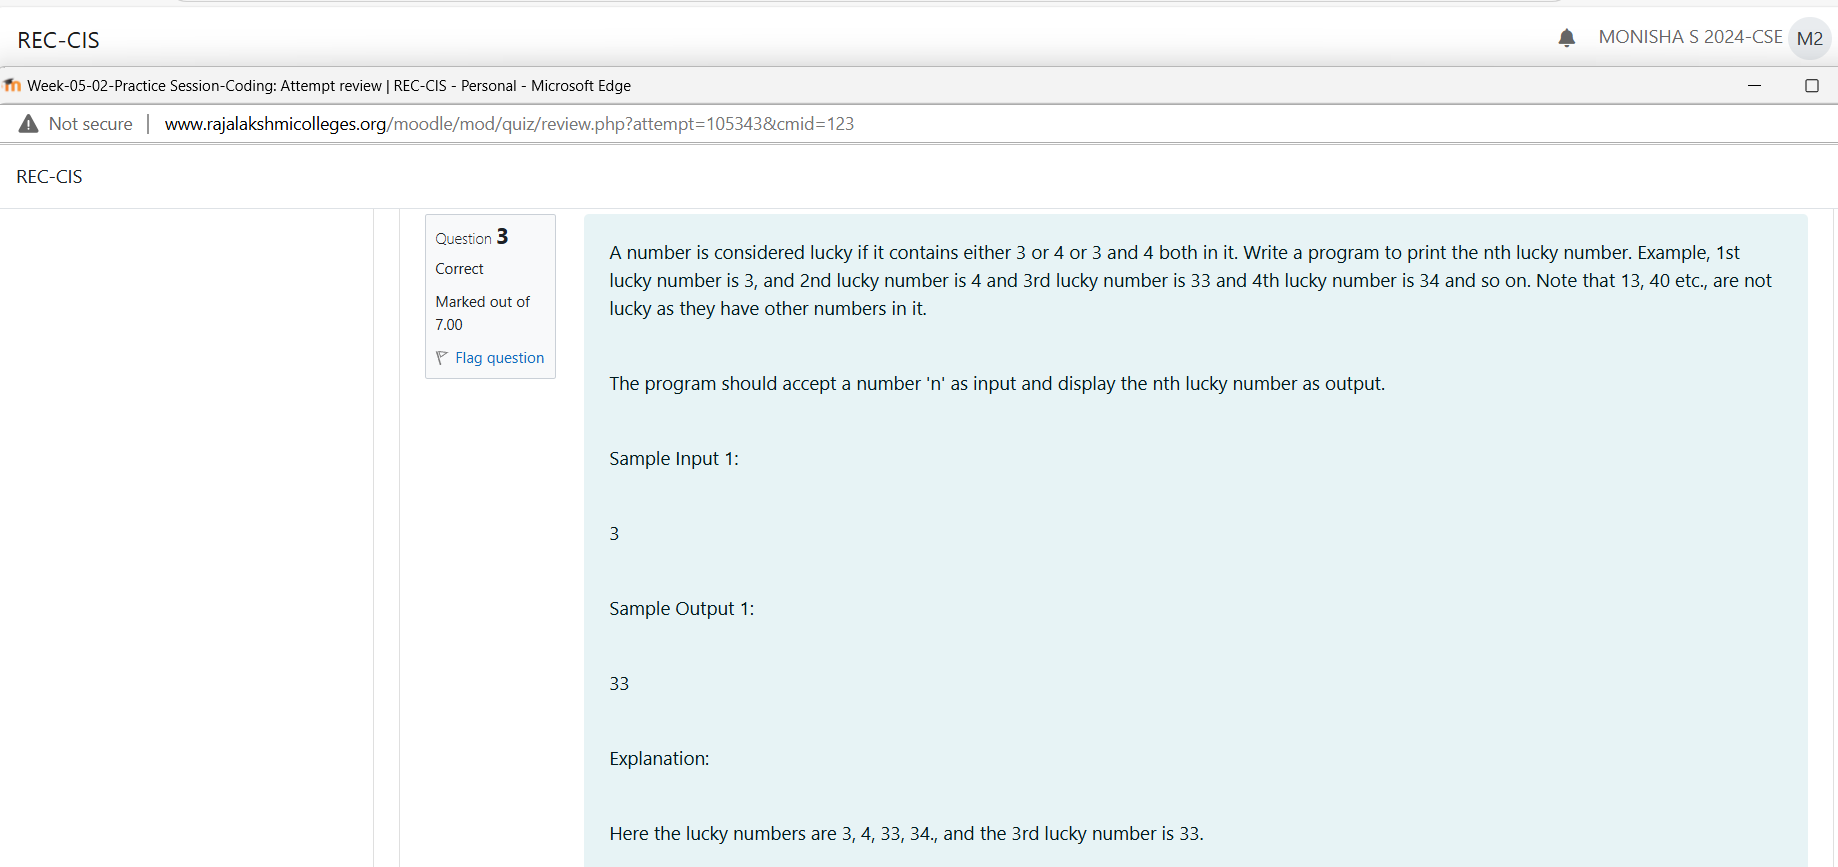 REC-CIS
MONISHA S 2024-CSE M2
Week-05-02-Practice Session-Coding: Attempt review | REC-CIS - Personal - Microsoft Edge
Not secure | www.rajalakshmicolleges.org/moodle/mod/quiz/review.php?attempt=105343&cmid=123
REC-CIS
Question 3
Correct
Marked out of
7.00
Flag question
A number is considered lucky if it contains either 3 or 4 or 3 and 4 both in it. Write a program to print the nth lucky number. Example, 1st
lucky number is 3, and 2nd lucky number is 4 and 3rd lucky number is 33 and 4th lucky number is 34 and so on. Note that 13, 40 etc., are not
lucky as they have other numbers in it.
The program should accept a number 'n' as input and display the nth lucky number as output.
Sample Input 1:
3
Sample Output 1:
33
Explanation:
Here the lucky numbers are 3, 4, 33, 34., and the 3rd lucky number is 33.